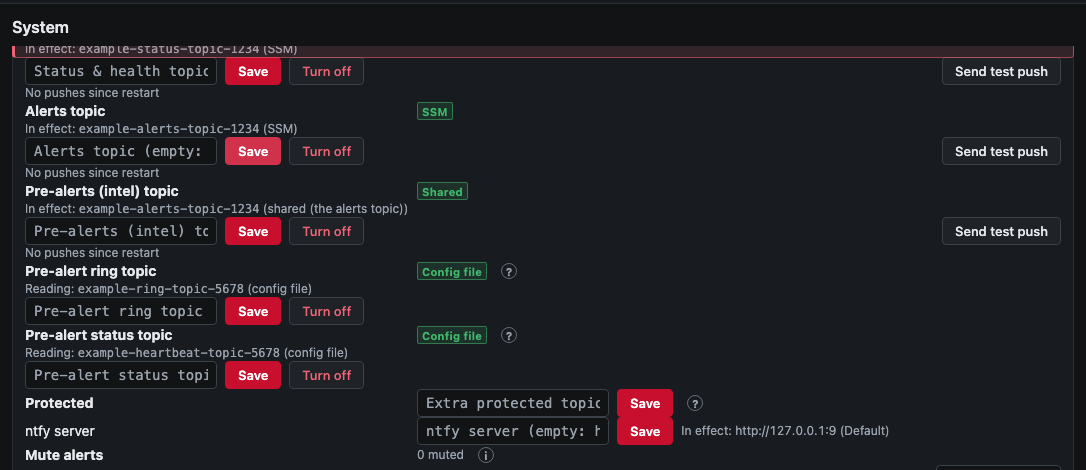 System
In effect: example-status-topic-1234 (SSM)
Status & health topic Save Turn off Send test push
No pushes since restart
Alerts topic SSM
In effect: example-alerts-topic-1234 (SSM)
Alerts topic (empty: Save Turn off Send test push
No pushes since restart
Pre-alerts (intel) topic Shared
In effect: example-alerts-topic-1234 (shared (the alerts topic))
Pre-alerts (intel) to Save Turn off Send test push
No pushes since restart
Pre-alert ring topic Config file ?
Reading: example-ring-topic-5678 (config file)
Pre-alert ring topic Save Turn off
Pre-alert status topic Config file ?
Reading: example-heartbeat-topic-5678 (config file)
Pre-alert status topi Save Turn off
Protected Extra protected topic Save ?
ntfy server ntfy server (empty: h Save In effect: http://127.0.0.1:9 (Default)
Mute alerts 0 muted i